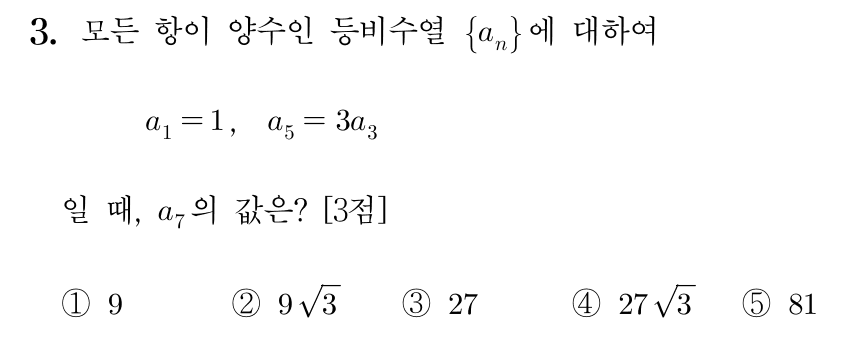 3. 모든 항이 양수인 등비수열 {aₙ}에 대하여
a₁ = 1, a₅ = 3a₃
일 때, a₇의 값은? [3점]
① 9 ② 9√3 ③ 27 ④ 27√3 ⑤ 81